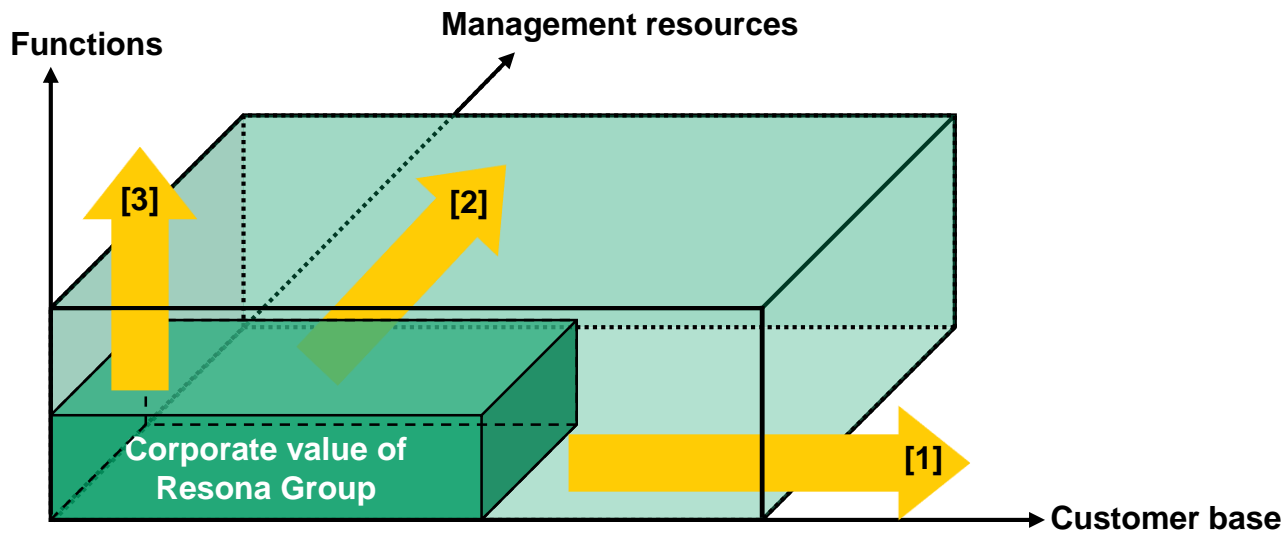 Management resources
Functions
[3]
[2]
Corporate value of
Resona Group
[1]
Customer base